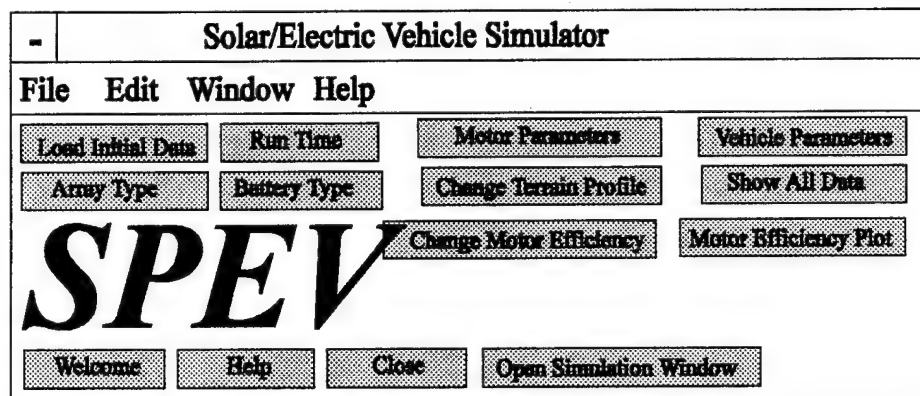 - Solar/Electric Vehicle Simulator
File Edit Window Help
Load Initial Data Run Time Motor Parameters Vehicle Parameters
Array Type Battery Type Change Terrain Profile Show All Data
SPEV Change Motor Efficiency Motor Efficiency Plot
Welcome Help Close Open Simulation Window